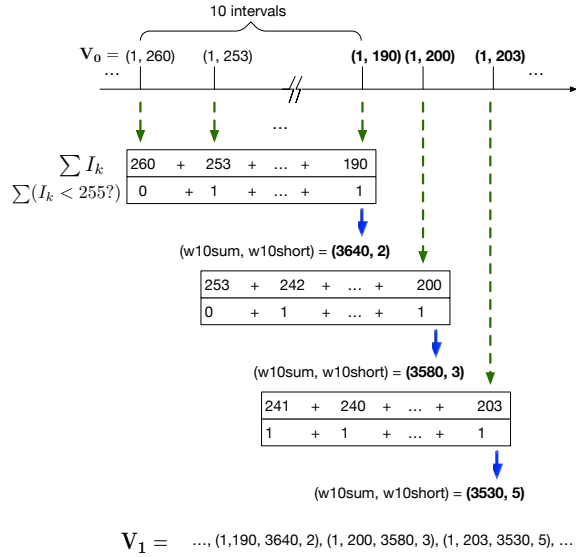 10 intervals
V₀ = (1, 260) (1, 253) (1, 190) (1, 200) (1, 203)
... ...
...
∑ Iₖ 260 + 253 + ... + 190
∑(Iₖ < 255?) 0 + 1 + ... + 1
(w10sum, w10short) = (3640, 2)
253 + 242 + ... + 200
0 + 1 + ... + 1
(w10sum, w10short) = (3580, 3)
241 + 240 + ... + 203
1 + 1 + ... + 1
(w10sum, w10short) = (3530, 5)
V₁ = ..., (1,190, 3640, 2), (1, 200, 3580, 3), (1, 203, 3530, 5), ...